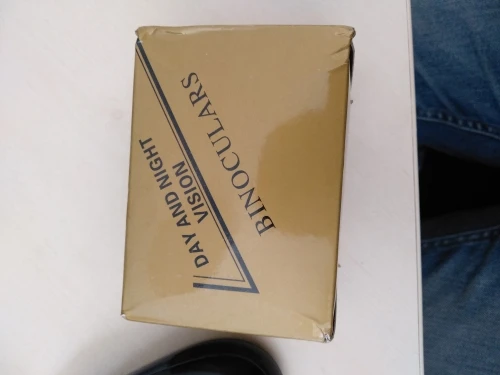 DAY AND NIGHT
VISION
BINOCULARS